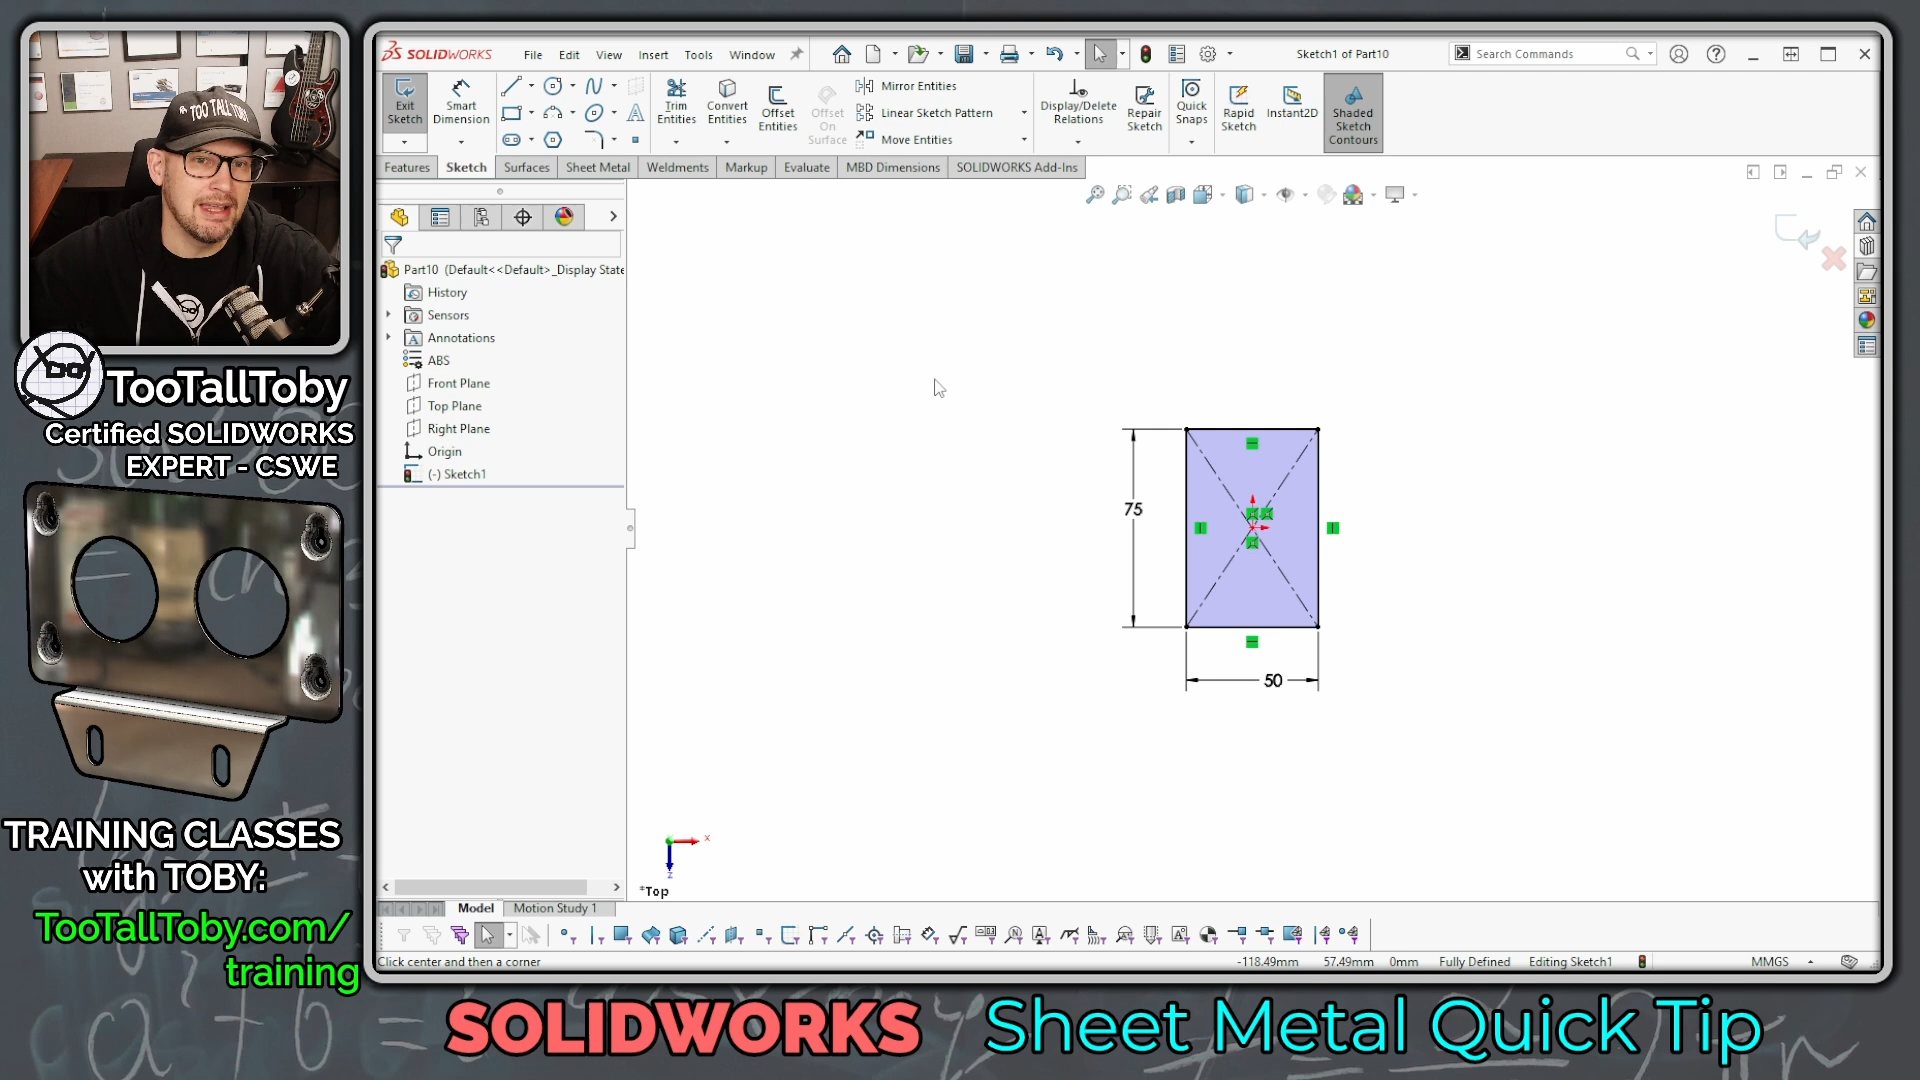 TOO TALL TOBY
TooTallToby
Certified SOLIDWORKS
EXPERT - CSWE
TRAINING CLASSES
with TOBY:
TooTallToby.com/
training
SOLIDWORKS
File Edit View Insert Tools Window
Sketch1 of Part10
Search Commands
Exit Sketch
Smart Dimension
Trim Entities
Convert Entities
Offset Entities
Offset On Surface
Mirror Entities
Linear Sketch Pattern
Move Entities
Display/Delete Relations
Repair Sketch
Quick Snaps
Rapid Sketch
Instant2D
Shaded Sketch Contours
Features Sketch Surfaces Sheet Metal Weldments Markup Evaluate MBD Dimensions SOLIDWORKS Add-Ins
Part10 (Default<<Default>_Display State
History
Sensors
Annotations
ABS
Front Plane
Top Plane
Right Plane
Origin
(-) Sketch1
75
50
x
z
*Top
Model Motion Study 1
Click center and then a corner
-118.49mm 57.49mm 0mm Fully Defined Editing Sketch1 MMGS
SOLIDWORKS Sheet Metal Quick Tip